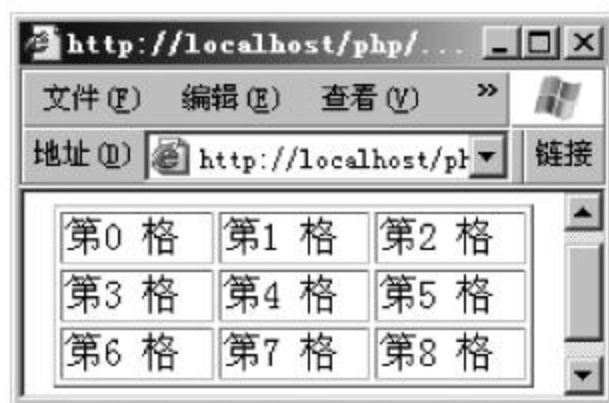 http://localhost/php/...
文件(F) 编辑(E) 查看(V) »
地址(D) http://localhost/ph 链接
第0 格 第1 格 第2 格
第3 格 第4 格 第5 格
第6 格 第7 格 第8 格